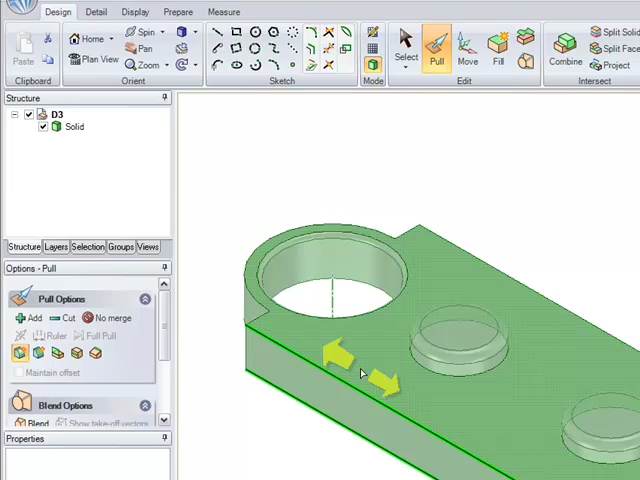 Design Detail Display Prepare Measure
Paste
Home
Plan View
Spin
Pan
Zoom
Select
Pull
Move
Fill
Combine
Split Solid
Split Face
Project
Clipboard Orient Sketch Mode Edit Intersect
Structure
D3
Solid
Structure Layers Selection Groups Views
Options - Pull
Pull Options
Add Cut No merge
Ruler Full Pull
Maintain offset
Blend Options
Blend Show take-off vectors
Properties